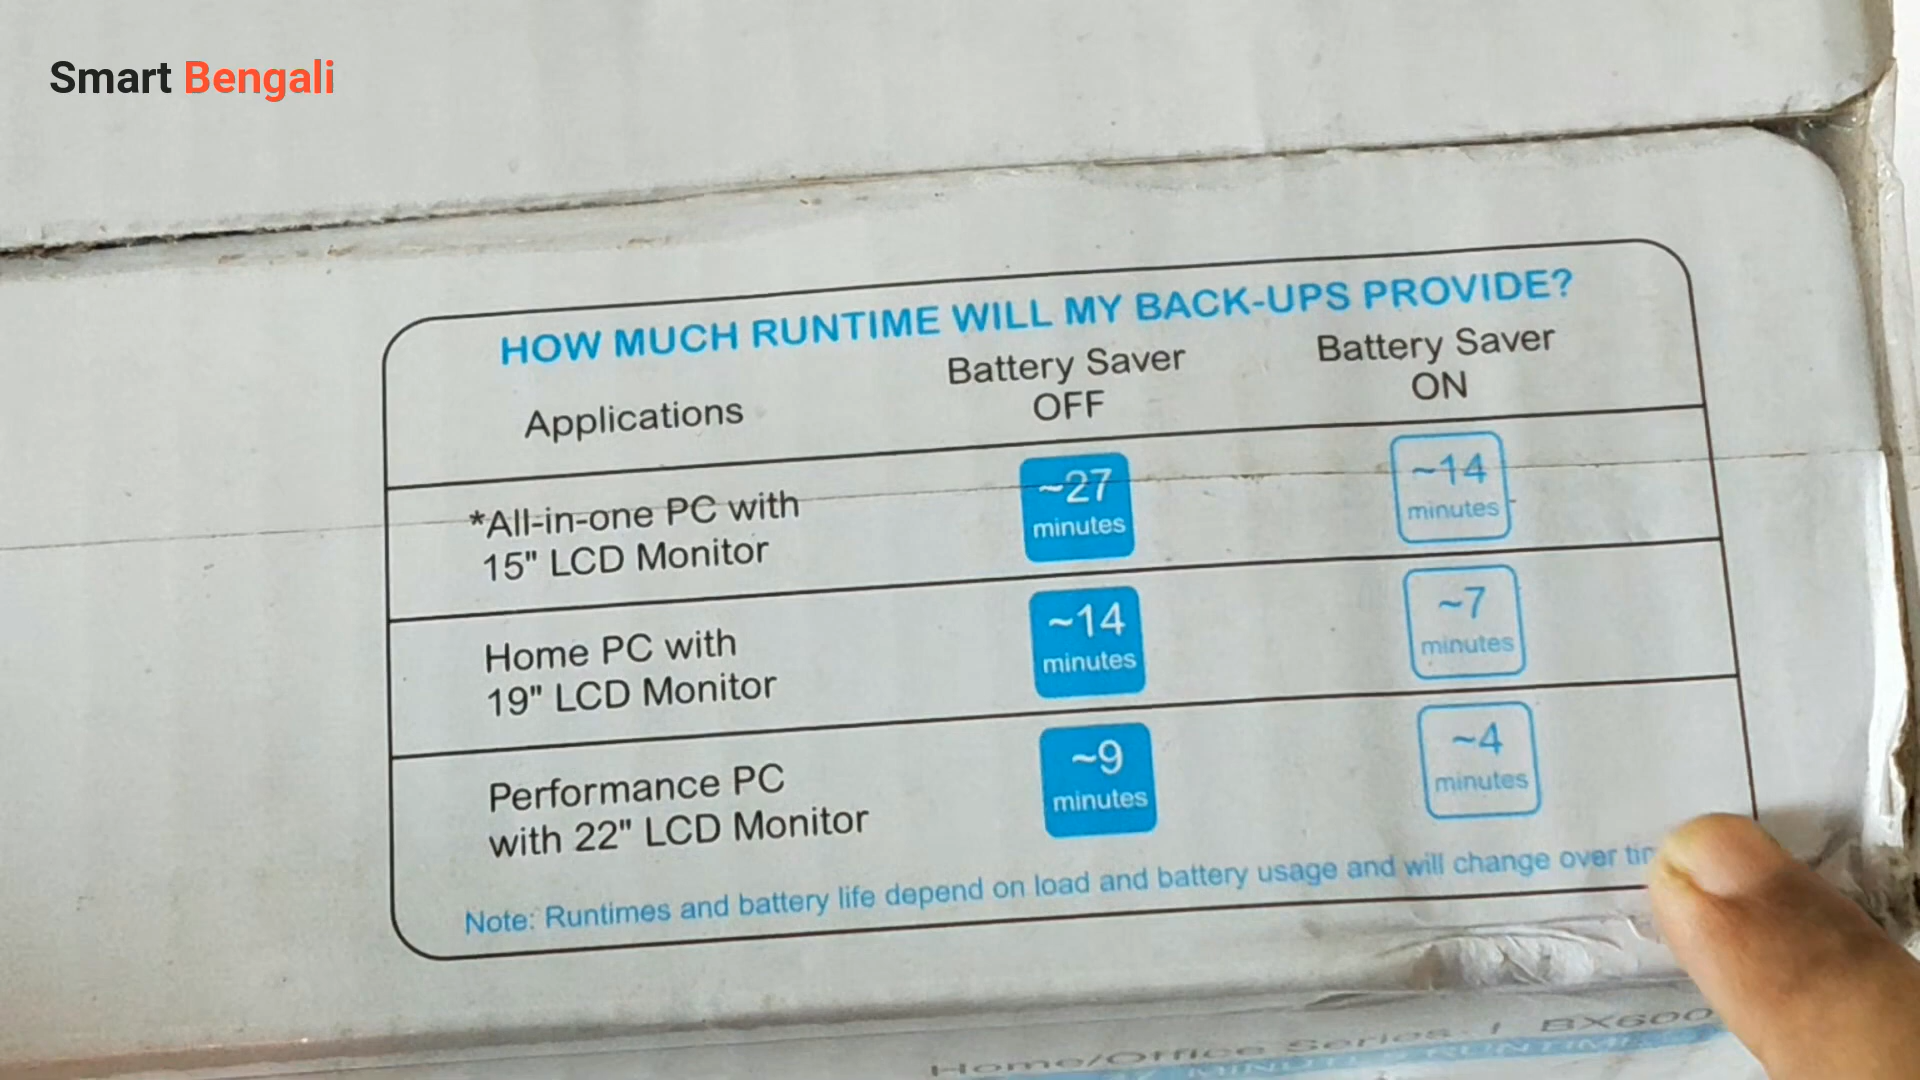 Smart Bengali
HOW MUCH RUNTIME WILL MY BACK-UPS PROVIDE?
Applications
Battery Saver
OFF
Battery Saver
ON
*All-in-one PC with
15" LCD Monitor
~27
minutes
~14
minutes
Home PC with
19" LCD Monitor
~14
minutes
~7
minutes
Performance PC
with 22" LCD Monitor
~9
minutes
~4
minutes
Note: Runtimes and battery life depend on load and battery usage and will change over
Home/Office Series / BX600
MINUTES RUNTIME